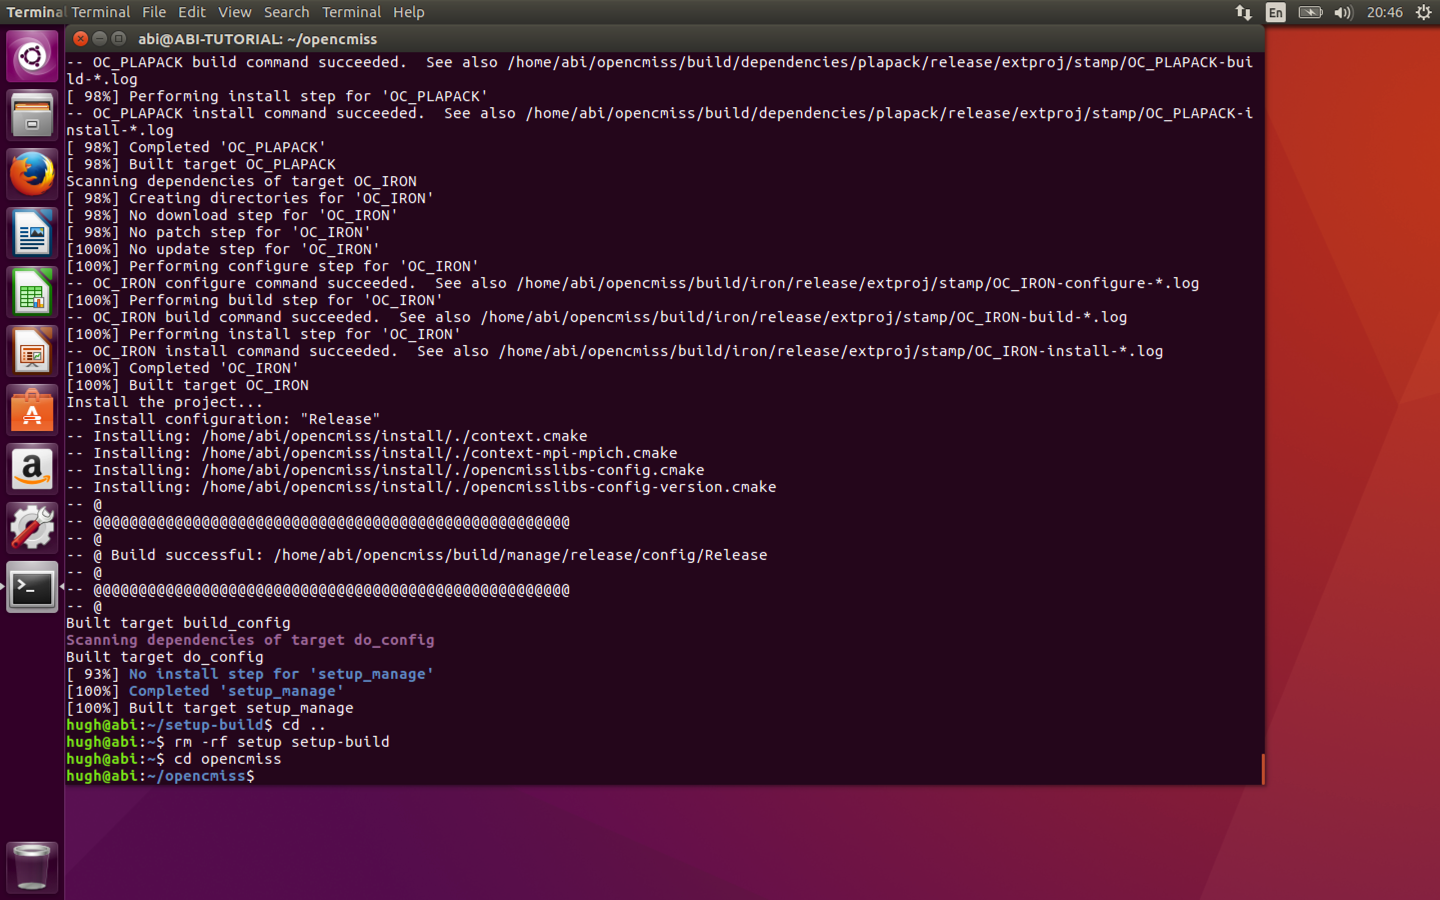 Terminal Terminal File Edit View Search Terminal Help En 20:46
abi@ABI-TUTORIAL: ~/opencmiss
-- OC_PLAPACK build command succeeded.  See also /home/abi/opencmiss/build/dependencies/plapack/release/extproj/stamp/OC_PLAPACK-bui
ld-*.log
[ 98%] Performing install step for 'OC_PLAPACK'
-- OC_PLAPACK install command succeeded.  See also /home/abi/opencmiss/build/dependencies/plapack/release/extproj/stamp/OC_PLAPACK-i
nstall-*.log
[ 98%] Completed 'OC_PLAPACK'
[ 98%] Built target OC_PLAPACK
Scanning dependencies of target OC_IRON
[ 98%] Creating directories for 'OC_IRON'
[ 98%] No download step for 'OC_IRON'
[ 98%] No patch step for 'OC_IRON'
[100%] No update step for 'OC_IRON'
[100%] Performing configure step for 'OC_IRON'
-- OC_IRON configure command succeeded.  See also /home/abi/opencmiss/build/iron/release/extproj/stamp/OC_IRON-configure-*.log
[100%] Performing build step for 'OC_IRON'
-- OC_IRON build command succeeded.  See also /home/abi/opencmiss/build/iron/release/extproj/stamp/OC_IRON-build-*.log
[100%] Performing install step for 'OC_IRON'
-- OC_IRON install command succeeded.  See also /home/abi/opencmiss/build/iron/release/extproj/stamp/OC_IRON-install-*.log
[100%] Completed 'OC_IRON'
[100%] Built target OC_IRON
Install the project...
-- Install configuration: "Release"
-- Installing: /home/abi/opencmiss/install/./context.cmake
-- Installing: /home/abi/opencmiss/install/./context-mpi-mpich.cmake
-- Installing: /home/abi/opencmiss/install/./opencmisslibs-config.cmake
-- Installing: /home/abi/opencmiss/install/./opencmisslibs-config-version.cmake
-- @
-- @@@@@@@@@@@@@@@@@@@@@@@@@@@@@@@@@@@@@@@@@@@@@@@@@@@@@
-- @
-- @ Build successful: /home/abi/opencmiss/build/manage/release/config/Release
-- @
-- @@@@@@@@@@@@@@@@@@@@@@@@@@@@@@@@@@@@@@@@@@@@@@@@@@@@@
-- @
Built target build_config
Scanning dependencies of target do_config
Built target do_config
[ 93%] No install step for 'setup_manage'
[100%] Completed 'setup_manage'
[100%] Built target setup_manage
hugh@abi:~/setup-build$ cd ..
hugh@abi:~$ rm -rf setup setup-build
hugh@abi:~$ cd opencmiss
hugh@abi:~/opencmiss$